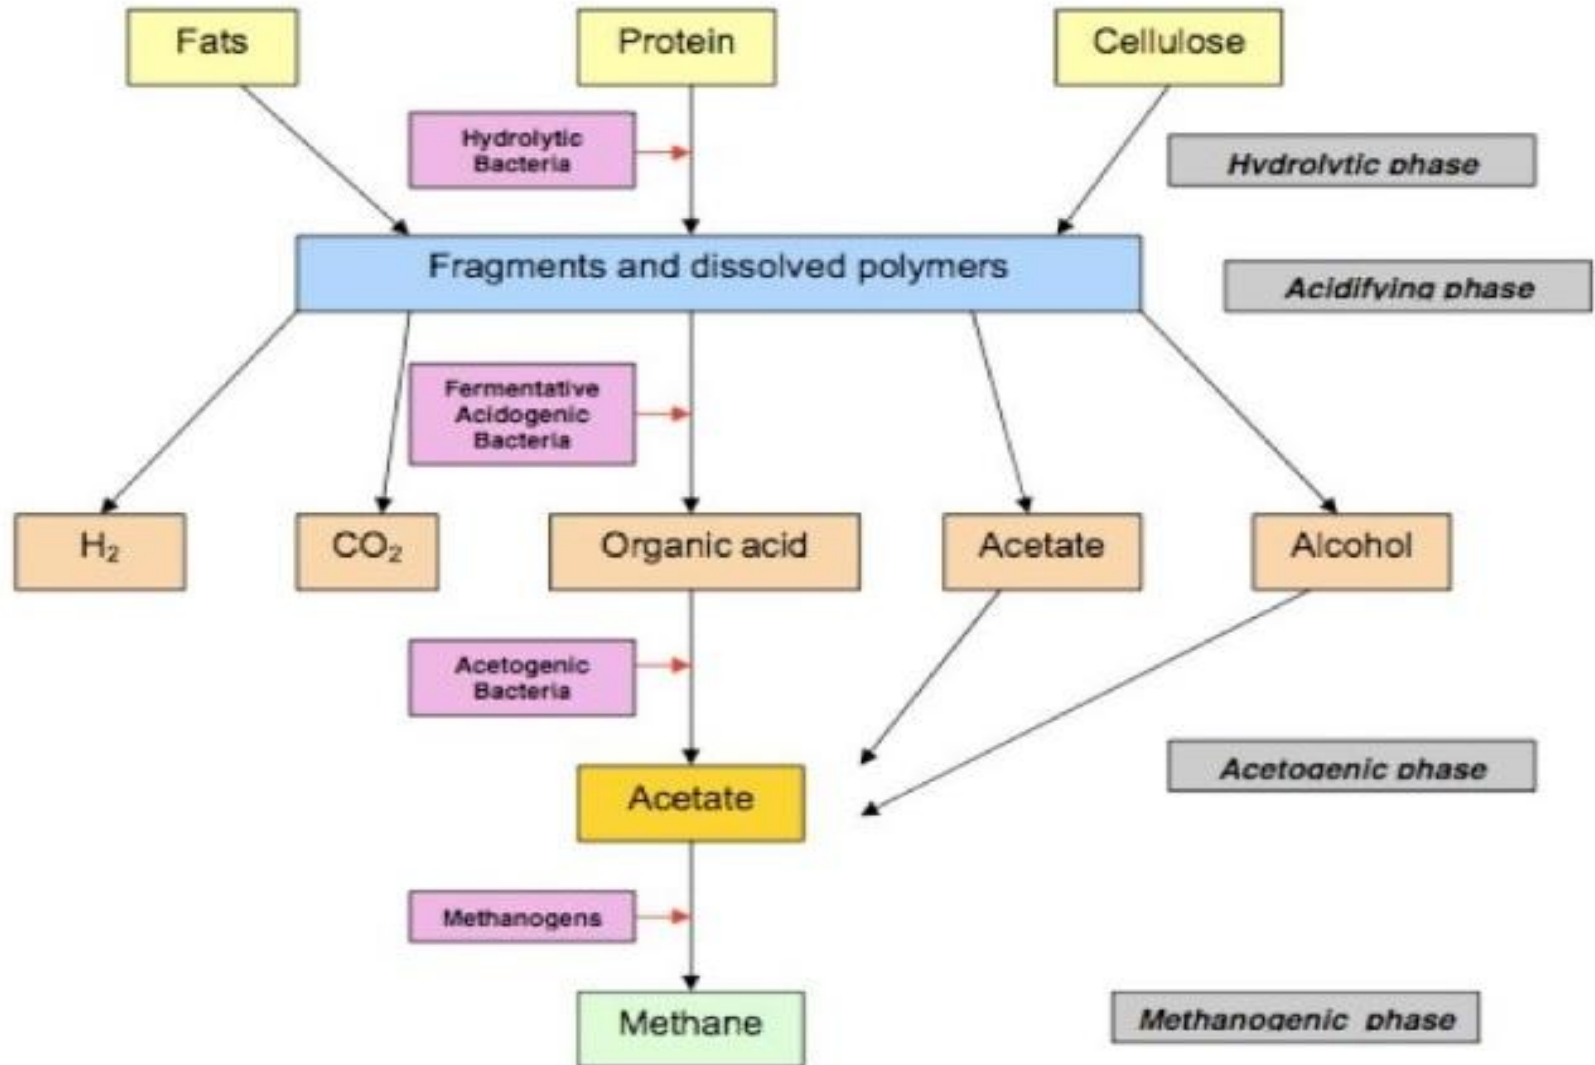 Fats
Protein
Cellulose
Hydrolytic
Bacteria
Hydrolytic phase
Fragments and dissolved polymers
Acidifying phase
Fermentative
Acidogenic
Bacteria
H₂
CO₂
Organic acid
Acetate
Alcohol
Acetogenic
Bacteria
Acetate
Acetogenic phase
Methanogens
Methane
Methanogenic phase